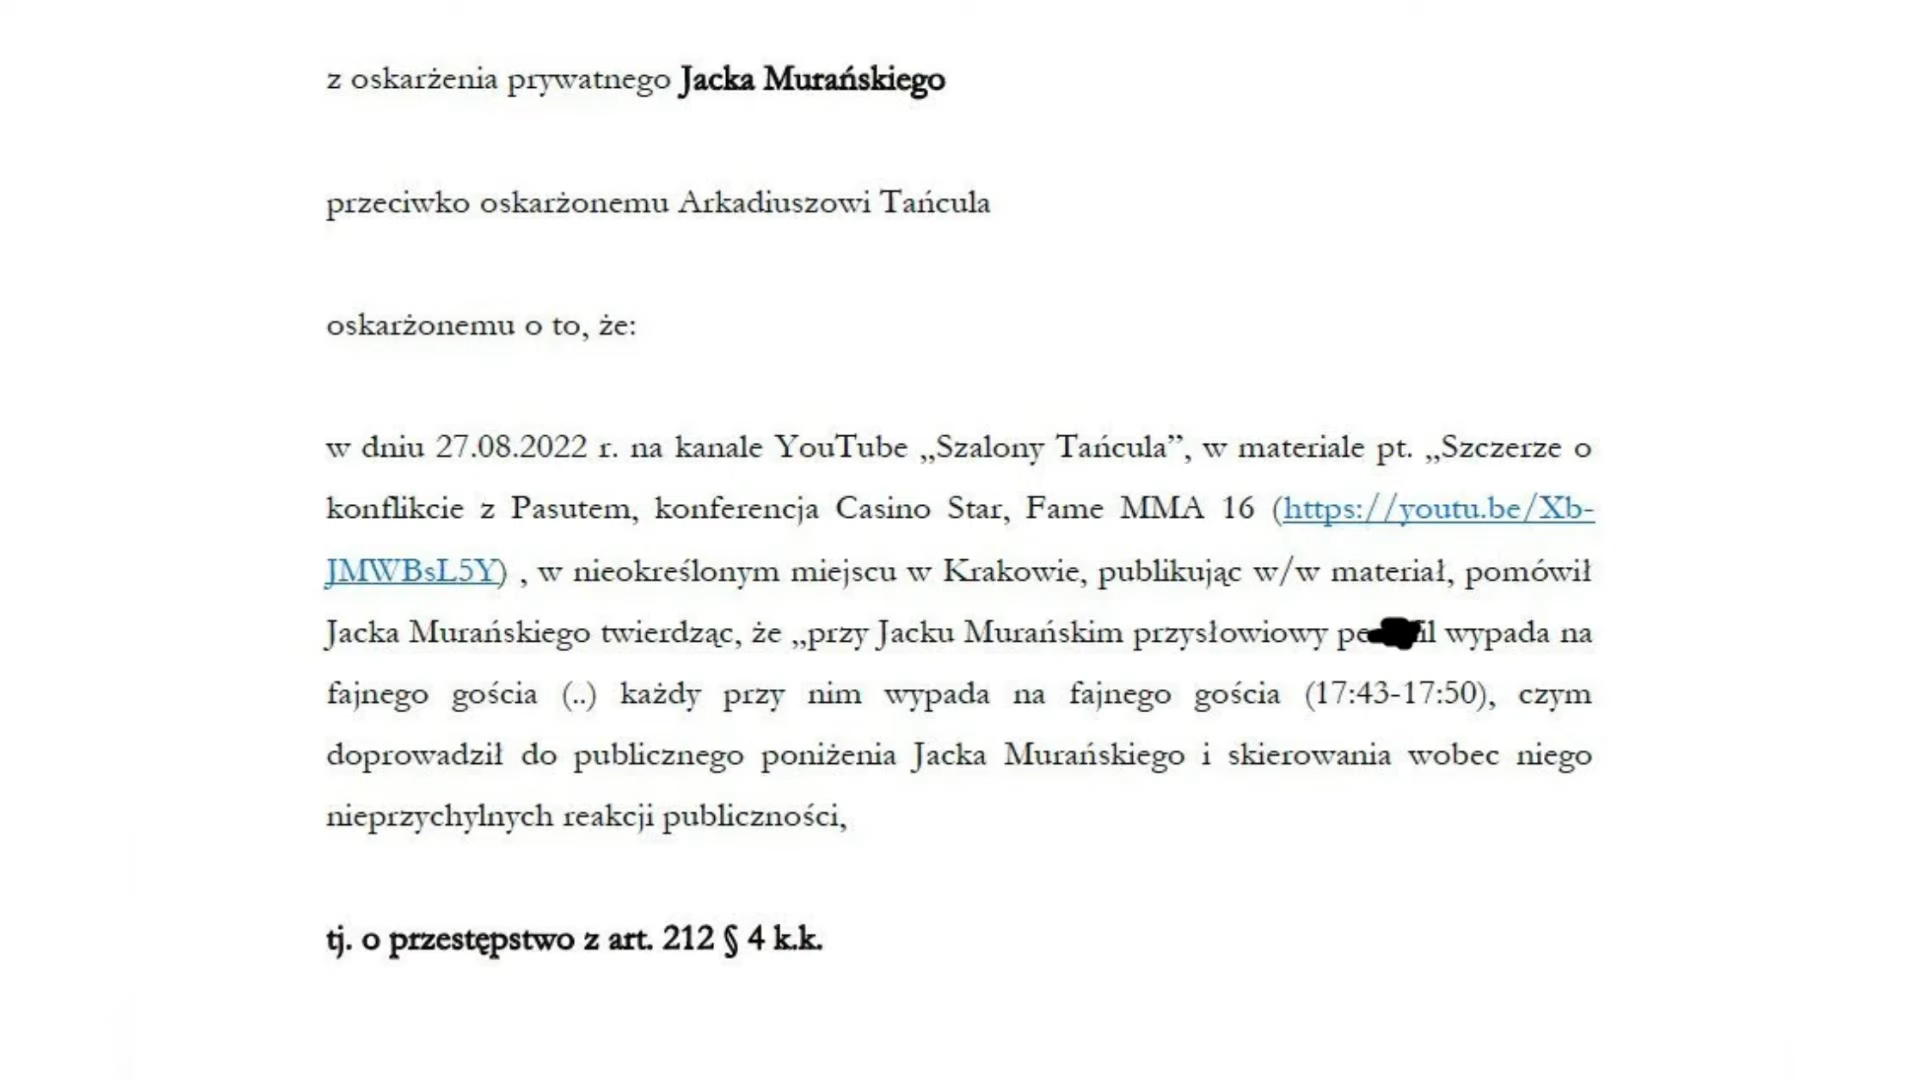 z oskarżenia prywatnego Jacka Murańskiego
przeciwko oskarżonemu Arkadiuszowi Tańcula
oskarżonemu o to, że:
w dniu 27.08.2022 r. na kanale YouTube „Szalony Tańcula”, w materiale pt. „Szczerze o
konflikcie z Pasutem, konferencja Casino Star, Fame MMA 16 (https://youtu.be/Xb-
JMWBsL5Y) , w nieokreślonym miejscu w Krakowie, publikując w/w materiał, pomówił
Jacka Murańskiego twierdząc, że „przy Jacku Murańskim przysłowiowy wypada na
fajnego gościa (..) każdy przy nim wypada na fajnego gościa (17:43-17:50), czym
doprowadził do publicznego poniżenia Jacka Murańskiego i skierowania wobec niego
nieprzychylnych reakcji publiczności,
tj. o przestępstwo z art. 212 § 4 k.k.